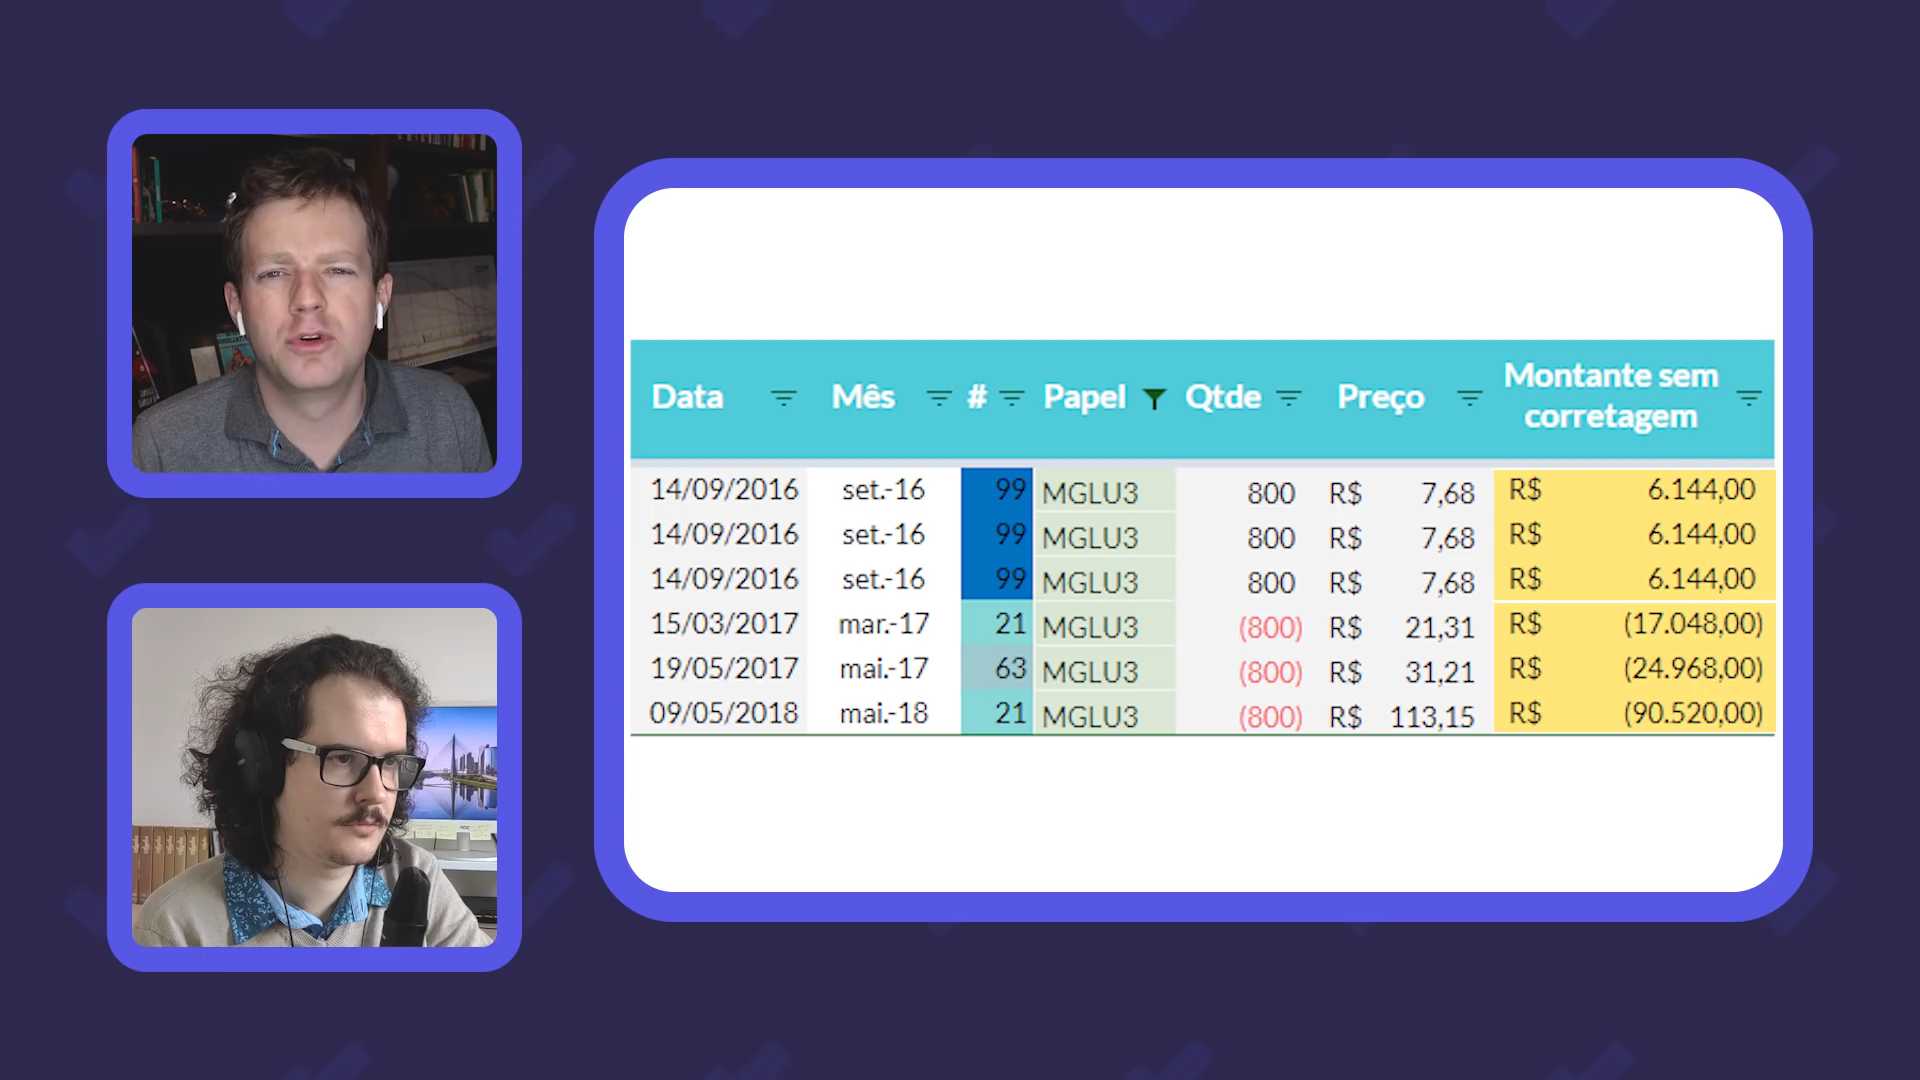 Data Mês # Papel Qtde Preço Montante sem corretagem
14/09/2016 set.-16 99 MGLU3 800 R$ 7,68 R$ 6.144,00
14/09/2016 set.-16 99 MGLU3 800 R$ 7,68 R$ 6.144,00
14/09/2016 set.-16 99 MGLU3 800 R$ 7,68 R$ 6.144,00
15/03/2017 mar.-17 21 MGLU3 (800) R$ 21,31 R$ (17.048,00)
19/05/2017 mai.-17 63 MGLU3 (800) R$ 31,21 R$ (24.968,00)
09/05/2018 mai.-18 21 MGLU3 (800) R$ 113,15 R$ (90.520,00)